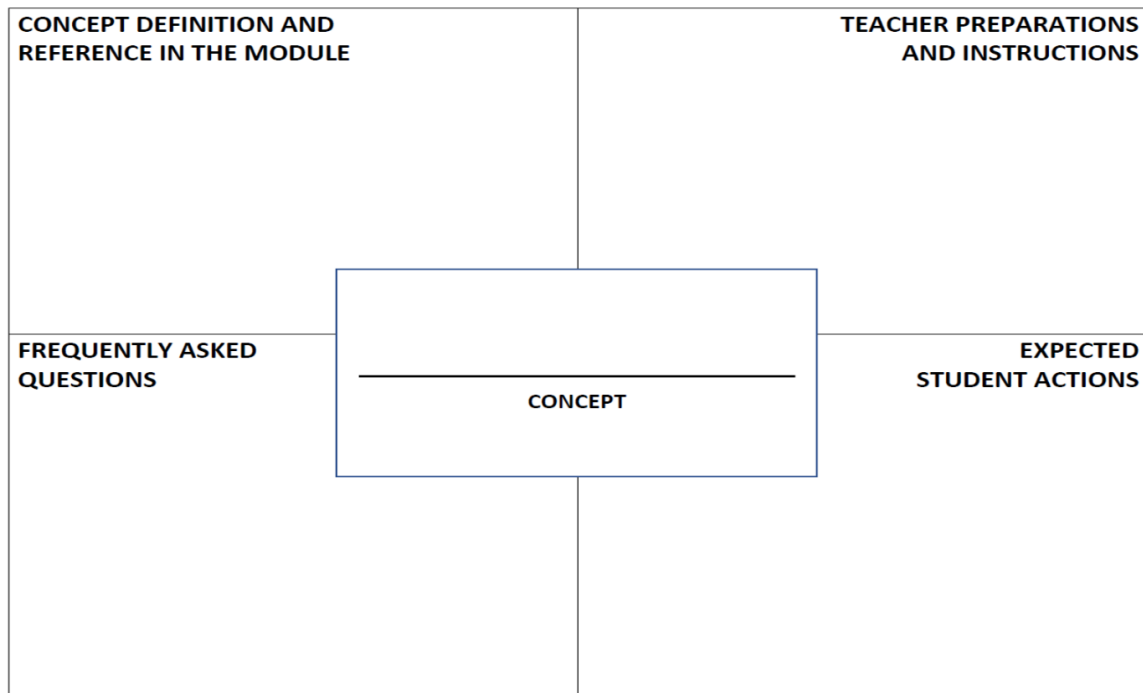 CONCEPT DEFINITION AND
REFERENCE IN THE MODULE
TEACHER PREPARATIONS
AND INSTRUCTIONS
FREQUENTLY ASKED
QUESTIONS
CONCEPT
EXPECTED
STUDENT ACTIONS